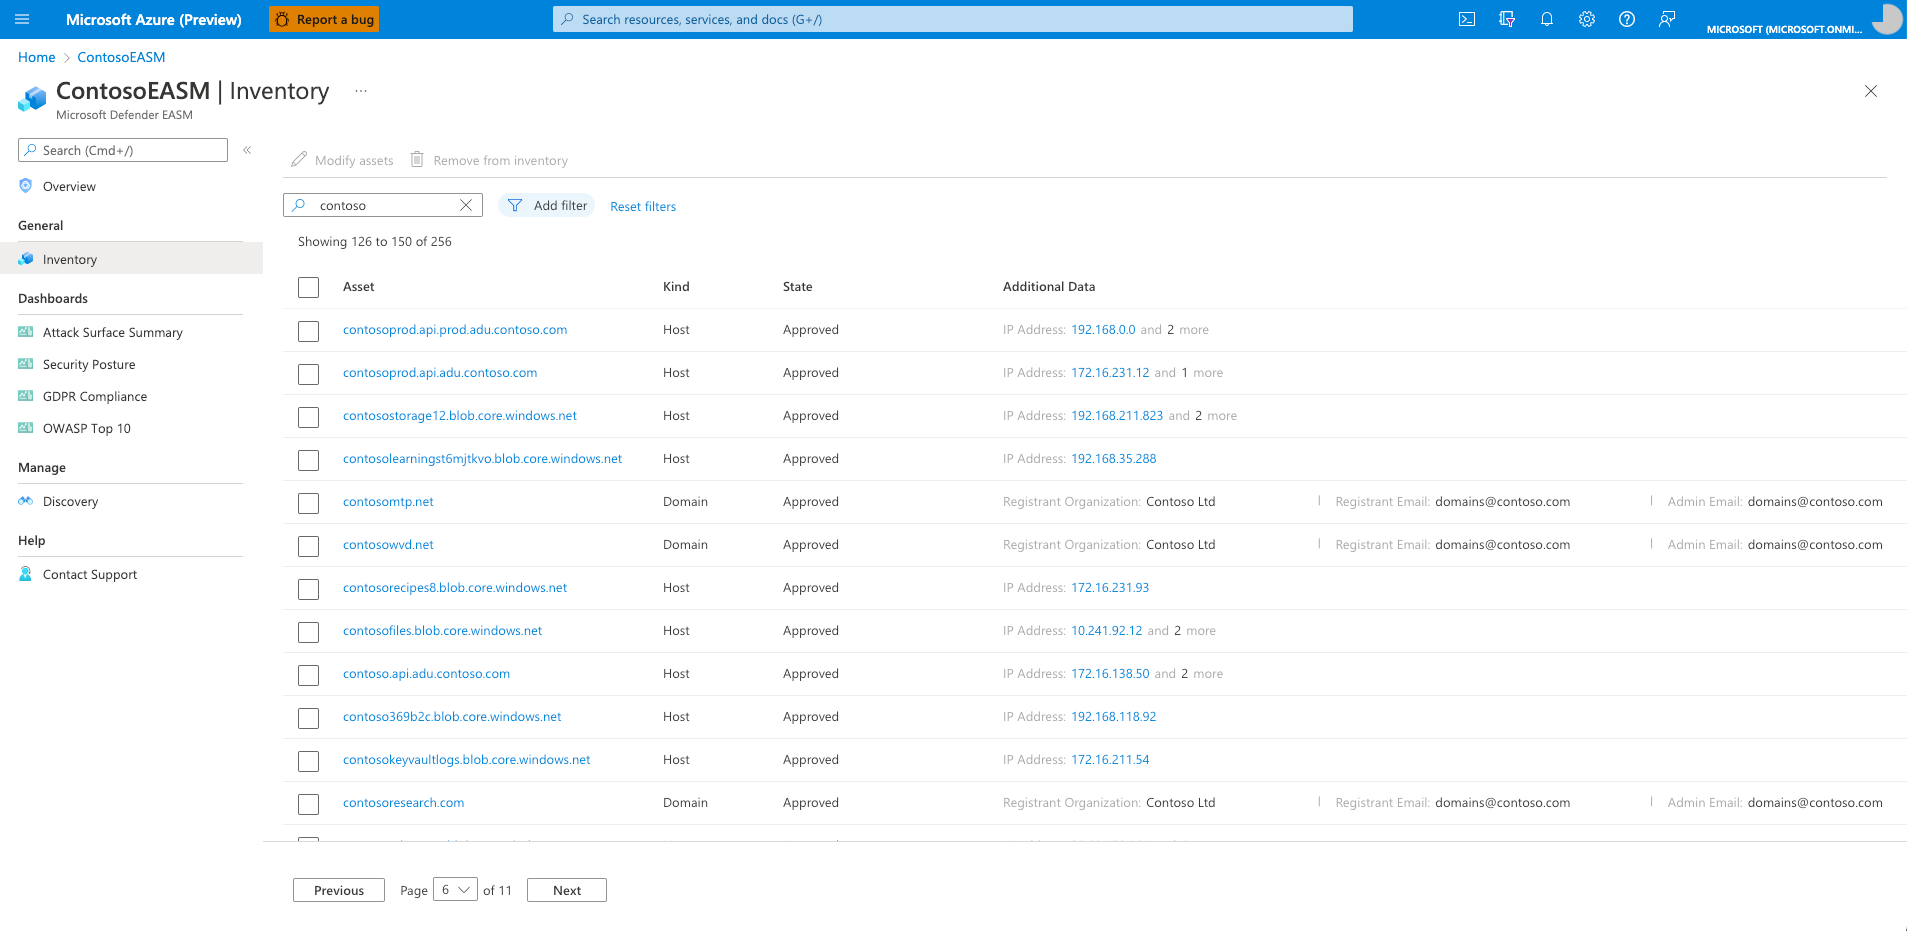 Microsoft Azure (Preview)
Report a bug
Search resources, services, and docs (G+/)
MICROSOFT (MICROSOFT.ONMI...
Home > ContosoEASM
ContosoEASM | Inventory ...
Microsoft Defender EASM
Search (Cmd+/)
Overview
General
Inventory
Dashboards
Attack Surface Summary
Security Posture
GDPR Compliance
OWASP Top 10
Manage
Discovery
Help
Contact Support
Modify assets Remove from inventory
contoso Add filter Reset filters
Showing 126 to 150 of 256
Asset Kind State Additional Data
contosoprod.api.prod.adu.contoso.com Host Approved IP Address: 192.168.0.0 and 2 more
contosoprod.api.adu.contoso.com Host Approved IP Address: 172.16.231.12 and 1 more
contosostorage12.blob.core.windows.net Host Approved IP Address: 192.168.211.823 and 2 more
contosolearningst6mjtkvo.blob.core.windows.net Host Approved IP Address: 192.168.35.288
contosomtp.net Domain Approved Registrant Organization: Contoso Ltd | Registrant Email: domains@contoso.com | Admin Email: domains@contoso.com
contosowvd.net Domain Approved Registrant Organization: Contoso Ltd | Registrant Email: domains@contoso.com | Admin Email: domains@contoso.com
contosorecipes8.blob.core.windows.net Host Approved IP Address: 172.16.231.93
contosofiles.blob.core.windows.net Host Approved IP Address: 10.241.92.12 and 2 more
contoso.api.adu.contoso.com Host Approved IP Address: 172.16.138.50 and 2 more
contoso369b2c.blob.core.windows.net Host Approved IP Address: 192.168.118.92
contosokeyvaultlogs.blob.core.windows.net Host Approved IP Address: 172.16.211.54
contosoresearch.com Domain Approved Registrant Organization: Contoso Ltd | Registrant Email: domains@contoso.com | Admin Email: domains@contoso.com
Previous Page 6 of 11 Next